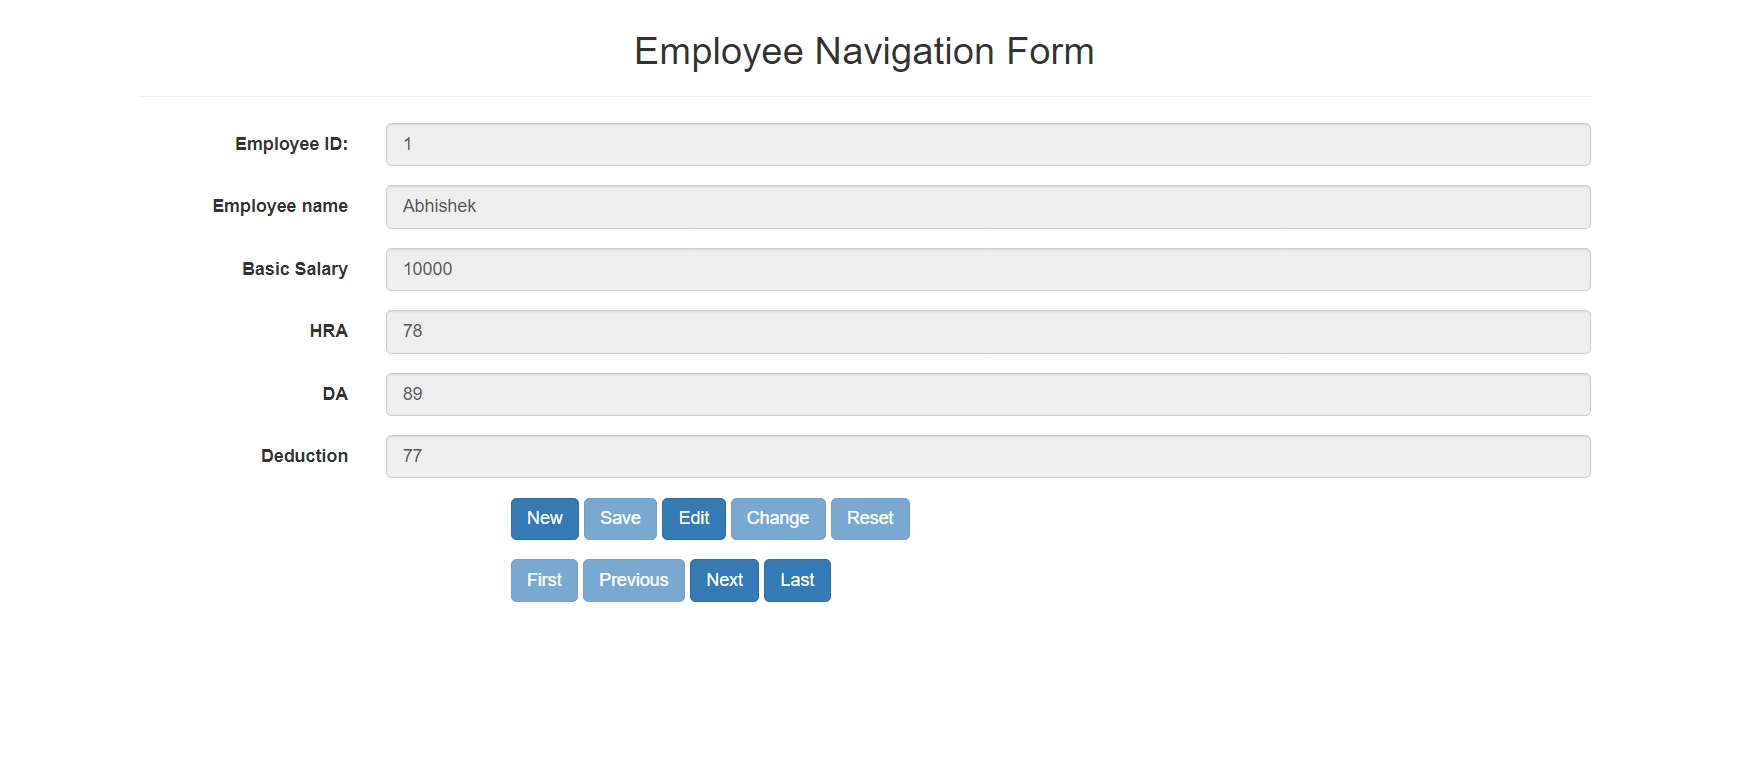 Employee Navigation Form
Employee ID: 1
Employee name Abhishek
Basic Salary 10000
HRA 78
DA 89
Deduction 77
New Save Edit Change Reset
First Previous Next Last